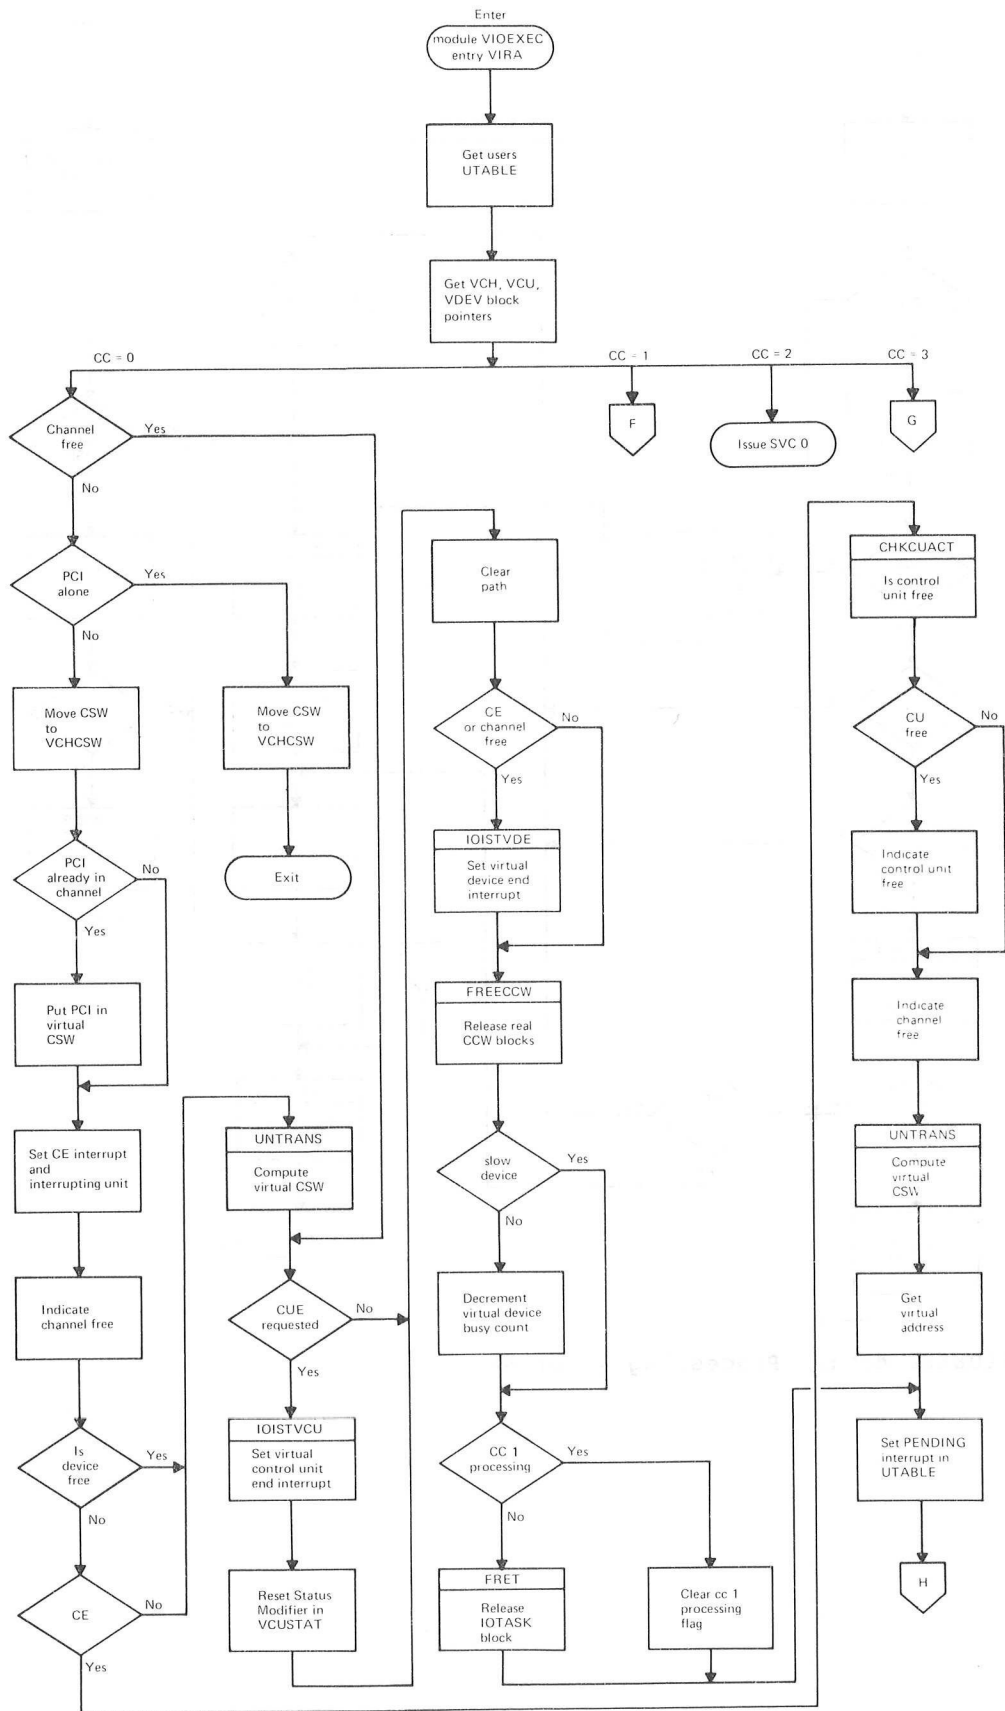 Enter
module VIOEXEC
entry VIRA
Get users
UTABLE
Get VCH, VCU,
VDEV block
pointers
CC = 0
CC = 1
CC = 2
CC = 3
F
Issue SVC 0
G
Channel
free
Yes
No
PCI
alone
Yes
No
Move CSW
to
VCHCSW
Move CSW
to
VCHCSW
Exit
PCI
already in
channel
No
Yes
Put PCI in
virtual
CSW
Set CE interrupt
and
interrupting unit
Indicate
channel free
Is
device
free
Yes
No
CE
No
Yes
UNTRANS
Compute
virtual CSW
CUE
requested
No
Yes
IOISTVCU
Set virtual
control unit
end interrupt
Reset Status
Modifier in
VCUSTAT
Clear
path
CE
or channel
free
No
Yes
IOISTVDE
Set virtual
device end
interrupt
FREECCW
Release real
CCW blocks
slow
device
Yes
No
Decrement
virtual device
busy count
CC 1
processing
Yes
No
FRET
Release
IOTASK
block
Clear cc 1
processing
flag
CHKCUACT
Is control
unit free
CU
free
No
Yes
Indicate
control unit
free
Indicate
channel
free
UNTRANS
Compute
virtual
CSW
Get
virtual
address
Set PENDING
interrupt in
UTABLE
H